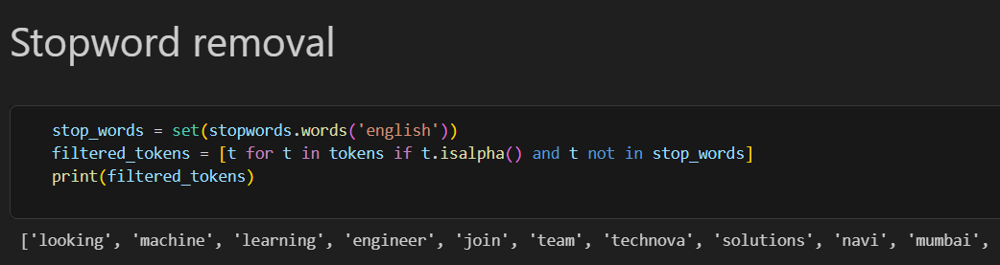 Stopword removal
stop_words = set(stopwords.words('english'))
filtered_tokens = [t for t in tokens if t.isalpha() and t not in stop_words]
print(filtered_tokens)
['looking', 'machine', 'learning', 'engineer', 'join', 'team', 'technova', 'solutions', 'navi', 'mumbai',